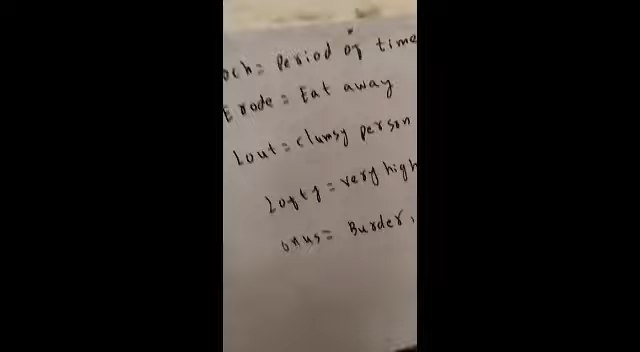 och = Period of time
Erode = Eat away
Lout = clumsy person
Lofty = very high
onus = Burden